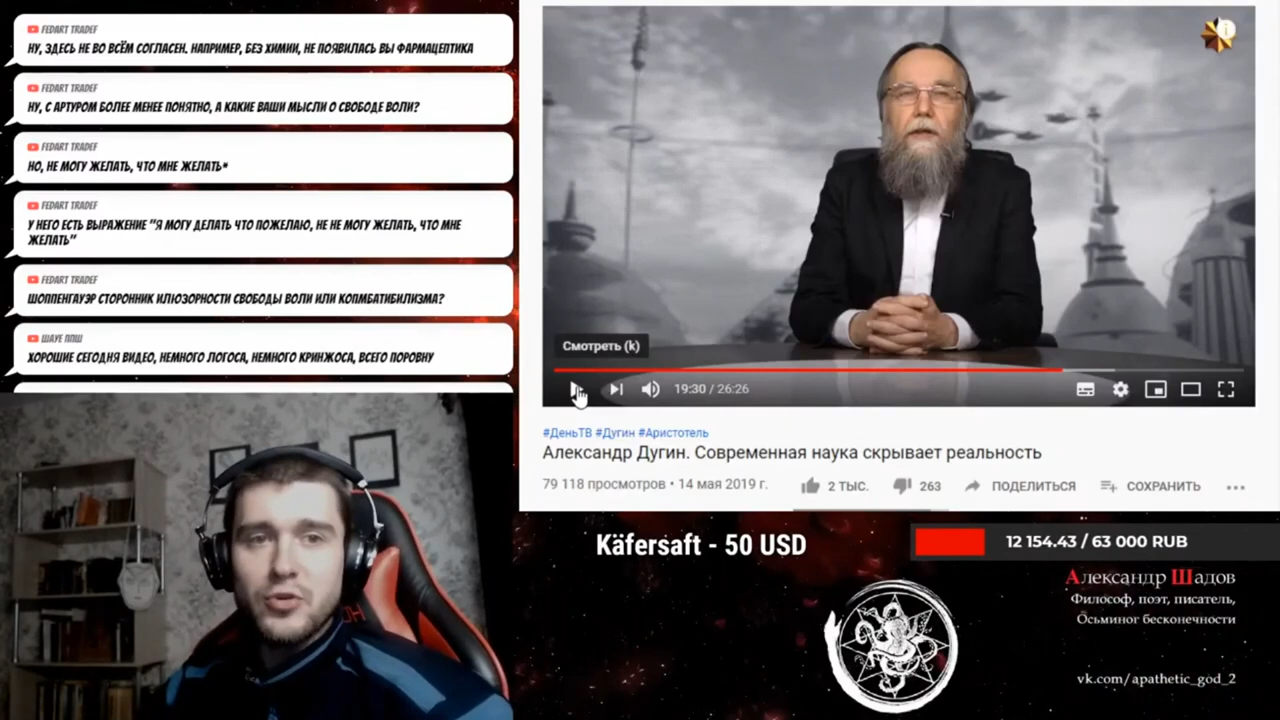 FEDART TRADEF
НУ, ЗДЕСЬ НЕ ВО ВСЁМ СОГЛАСЕН. НАПРИМЕР, БЕЗ ХИМИИ, НЕ ПОЯВИЛАСЬ ВЫ ФАРМАЦЕПТИКА
FEDART TRADEF
НУ, С АРТУРОМ БОЛЕЕ МЕНЕЕ ПОНЯТНО, А КАКИЕ ВАШИ МЫСЛИ О СВОБОДЕ ВОЛИ?
FEDART TRADEF
НО, НЕ МОГУ ЖЕЛАТЬ, ЧТО МНЕ ЖЕЛАТЬ*
FEDART TRADEF
У НЕГО ЕСТЬ ВЫРАЖЕНИЕ "Я МОГУ ДЕЛАТЬ ЧТО ПОЖЕЛАЮ, НЕ НЕ МОГУ ЖЕЛАТЬ, ЧТО МНЕ
ЖЕЛАТЬ"
FEDART TRADEF
ШОППЕНГАУЭР СТОРОННИК ИЛЮЗОРНОСТИ СВОБОДЫ ВОЛИ ИЛИ КОПМБАТИБИЛИЗМА?
ШАУЕ ППШ
ХОРОШИЕ СЕГОДНЯ ВИДЕО, НЕМНОГО ЛОГОСА, НЕМНОГО КРИНЖОСА, ВСЕГО ПОРОВНУ
Смотреть (k)
19:30 / 26:26
#ДеньТВ #Дугин #Аристотель
Александр Дугин. Современная наука скрывает реальность
79 118 просмотров • 14 мая 2019 г.
2 ТЫС.
263
ПОДЕЛИТЬСЯ
СОХРАНИТЬ
Käfersaft - 50 USD
12 154.43 / 63 000 RUB
Александр Шадов
Философ, поэт, писатель,
Осьминог бесконечности
vk.com/apathetic_god_2